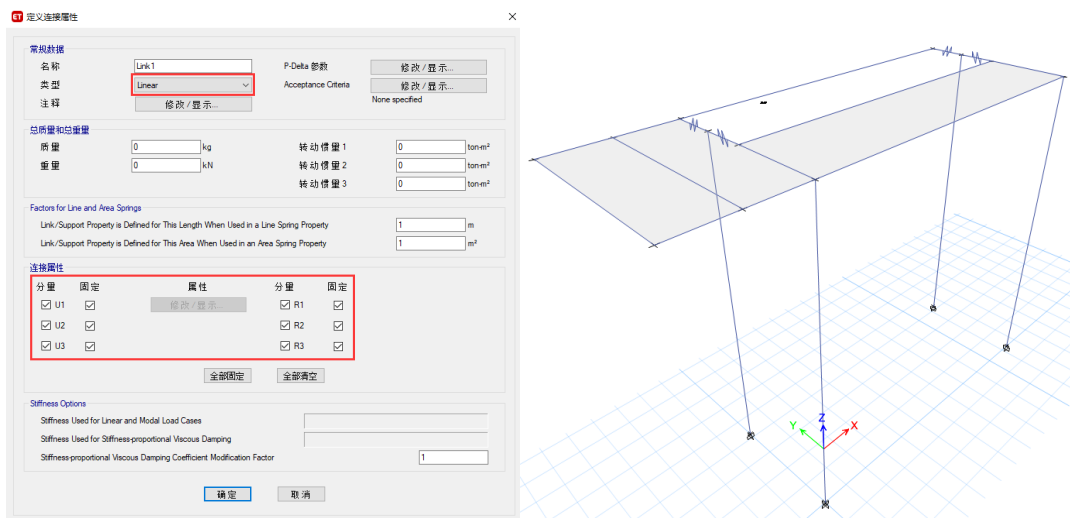 ET 定义连接属性
常规数据
名称 Link1 P-Delta 参数 修改/显示...
类型 Linear Acceptance Criteria 修改/显示...
注释 修改/显示... None specified
总质量和总重量
质量 0 kg 转动惯量 1 0 ton-m²
重量 0 kN 转动惯量 2 0 ton-m²
转动惯量 3 0 ton-m²
Factors for Line and Area Springs
Link/Support Property is Defined for This Length When Used in a Line Spring Property 1 m
Link/Support Property is Defined for This Area When Used in an Area Spring Property 1 m²
连接属性
分量 固定 属性 分量 固定
U1 修改/显示... R1
U2 R2
U3 R3
全部固定 全部清空
Stiffness Options
Stiffness Used for Linear and Modal Load Cases
Stiffness Used for Stiffness-proportional Viscous Damping
Stiffness-proportional Viscous Damping Coefficient Modification Factor 1
确定 取消
Y Z X